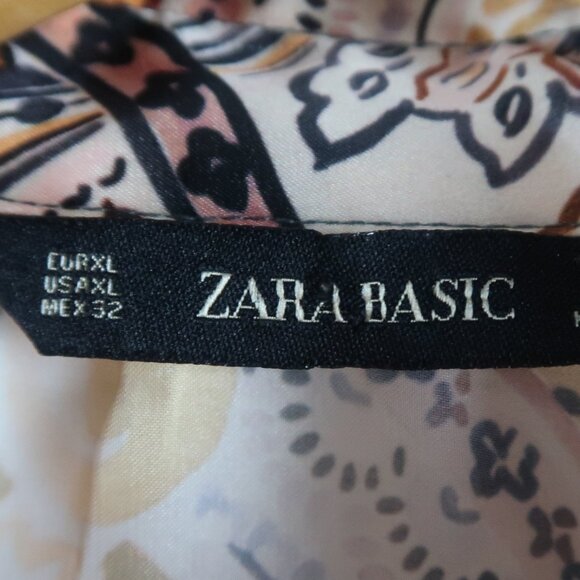 EUR XL
USA XL
MEX 32
ZARA BASIC